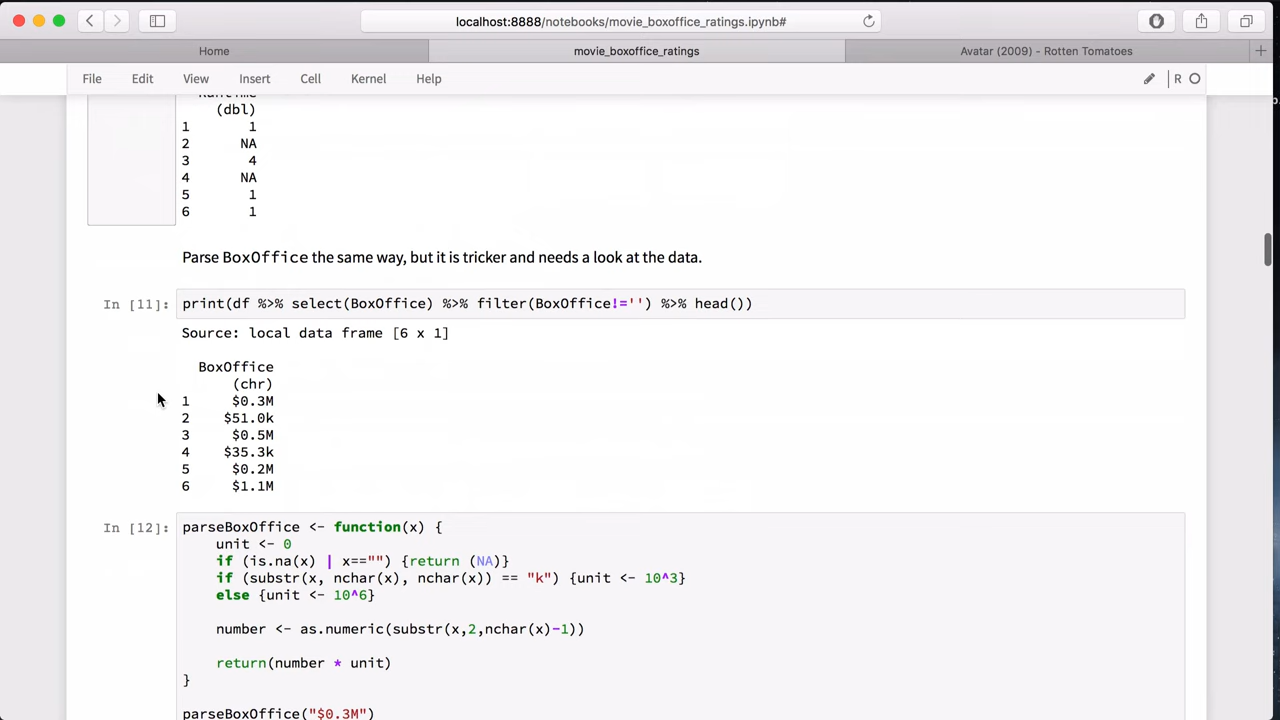 localhost:8888/notebooks/movie_boxoffice_ratings.ipynb#
Home
movie_boxoffice_ratings
Avatar (2009) - Rotten Tomatoes
File Edit View Insert Cell Kernel Help
R
Runtime
(dbl)
1 1
2 NA
3 4
4 NA
5 1
6 1
Parse BoxOffice the same way, but it is tricker and needs a look at the data.
In [11]: print(df %>% select(BoxOffice) %>% filter(BoxOffice!='') %>% head())
Source: local data frame [6 x 1]
BoxOffice
(chr)
1 $0.3M
2 $51.0k
3 $0.5M
4 $35.3k
5 $0.2M
6 $1.1M
In [12]: parseBoxOffice <- function(x) {
unit <- 0
if (is.na(x) | x=="") {return (NA)}
if (substr(x, nchar(x), nchar(x)) == "k") {unit <- 10^3}
else {unit <- 10^6}
number <- as.numeric(substr(x,2,nchar(x)-1))
return(number * unit)
}
parseBoxOffice("$0.3M")